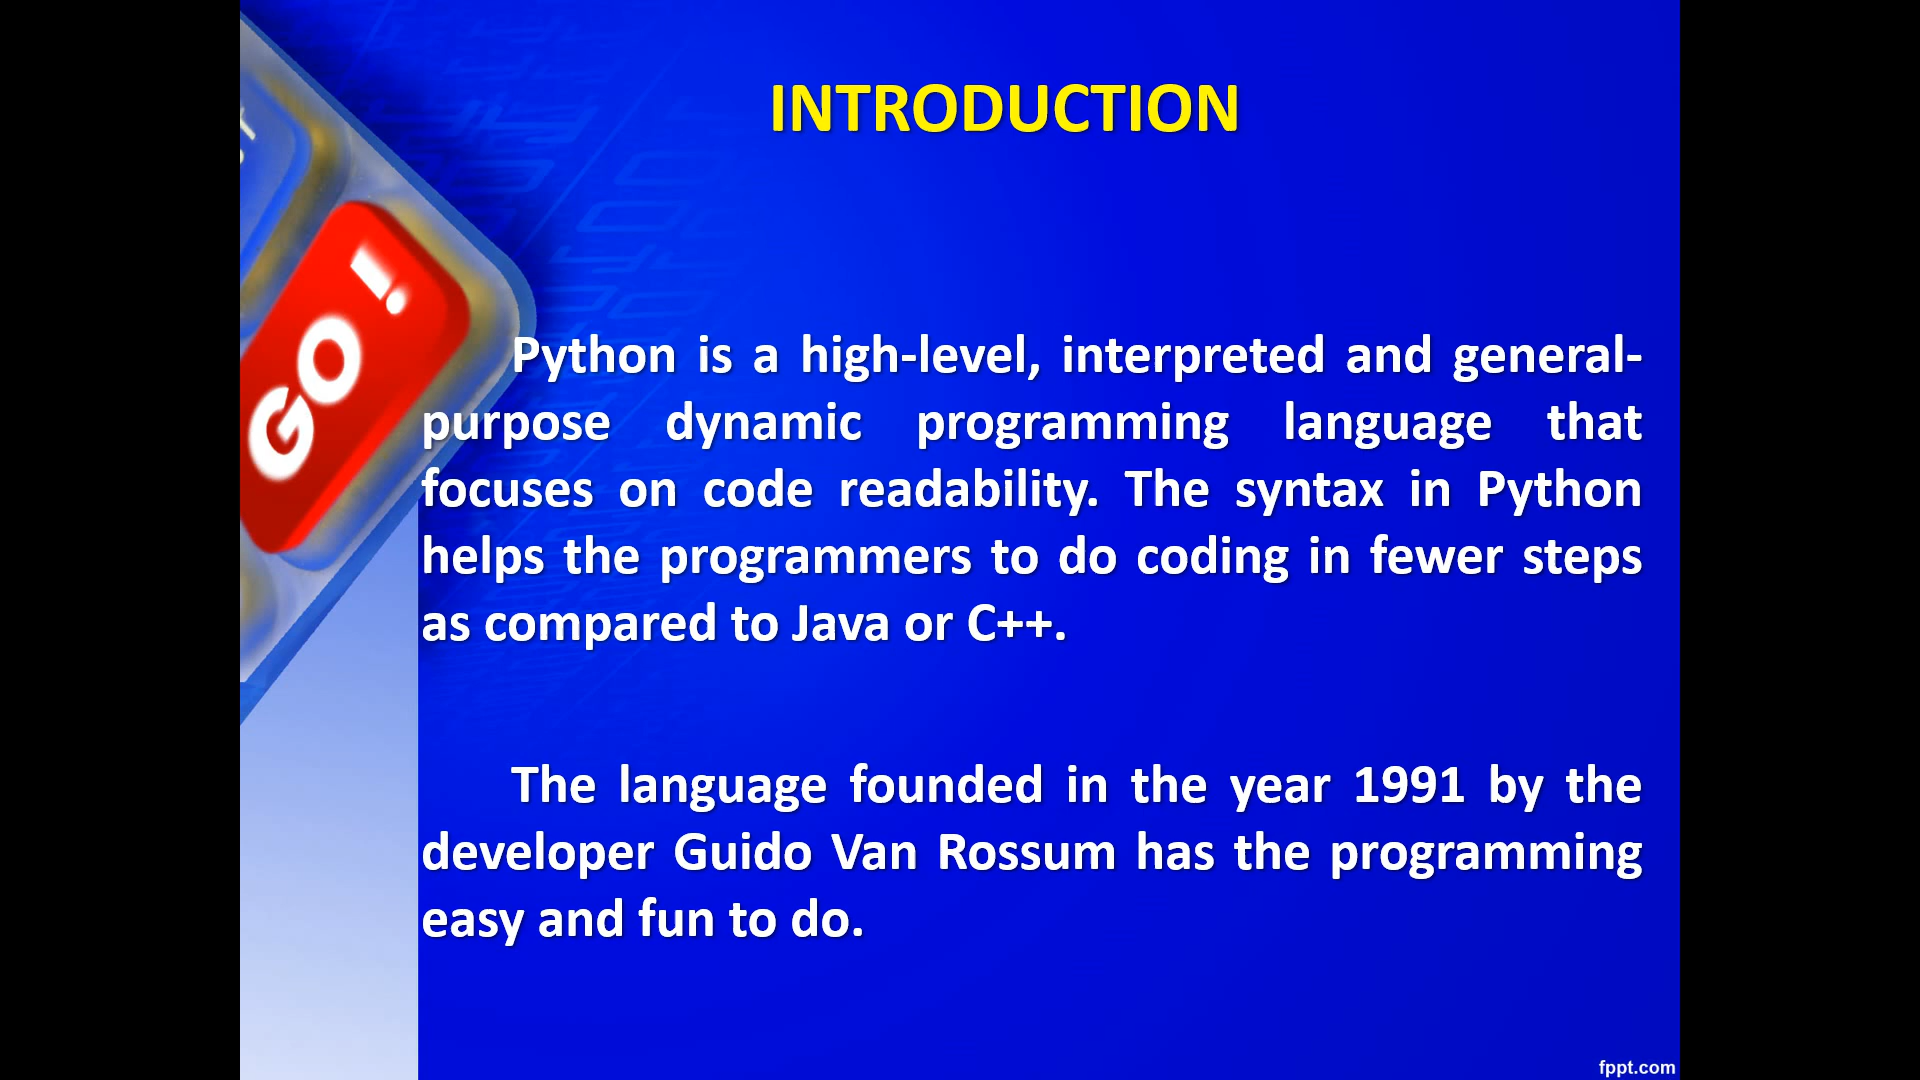 INTRODUCTION
GO!
Python is a high-level, interpreted and general-
purpose dynamic programming language that
focuses on code readability. The syntax in Python
helps the programmers to do coding in fewer steps
as compared to Java or C++.
The language founded in the year 1991 by the
developer Guido Van Rossum has the programming
easy and fun to do.
fppt.com